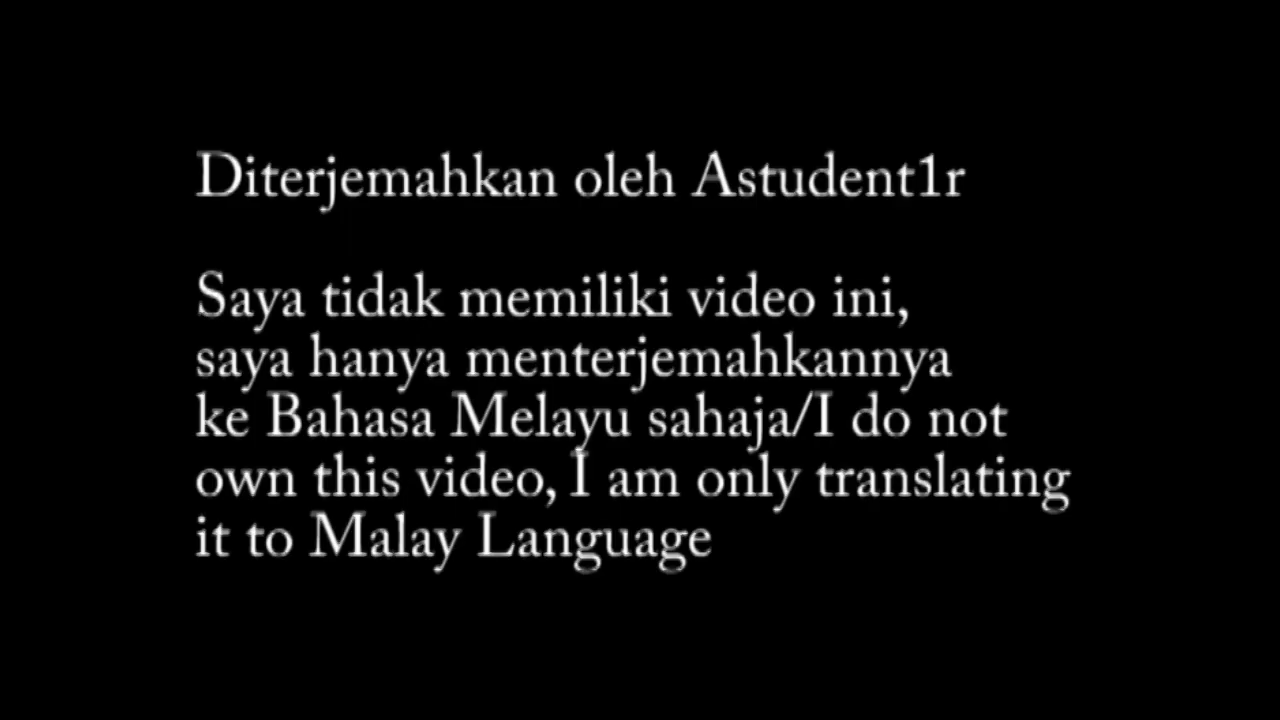 Diterjemahkan oleh Astudent1r
Saya tidak memiliki video ini,
saya hanya menterjemahkannya
ke Bahasa Melayu sahaja/I do not
own this video, I am only translating
it to Malay Language